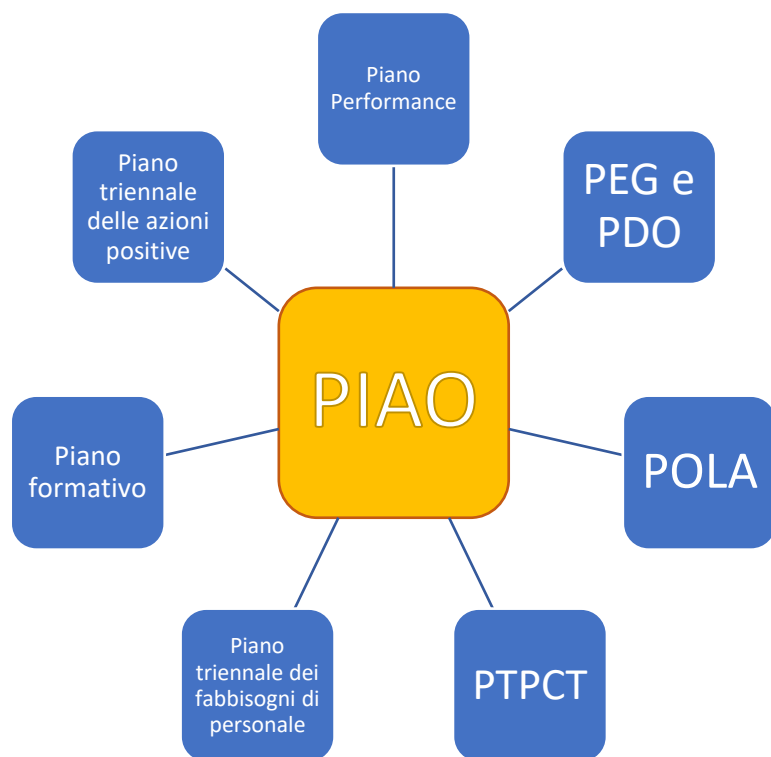 Piano
Performance
Piano
triennale
delle azioni
positive
PEG e
PDO
PIAO
Piano
formativo
POLA
Piano
triennale dei
fabbisogni di
personale
PTPCT